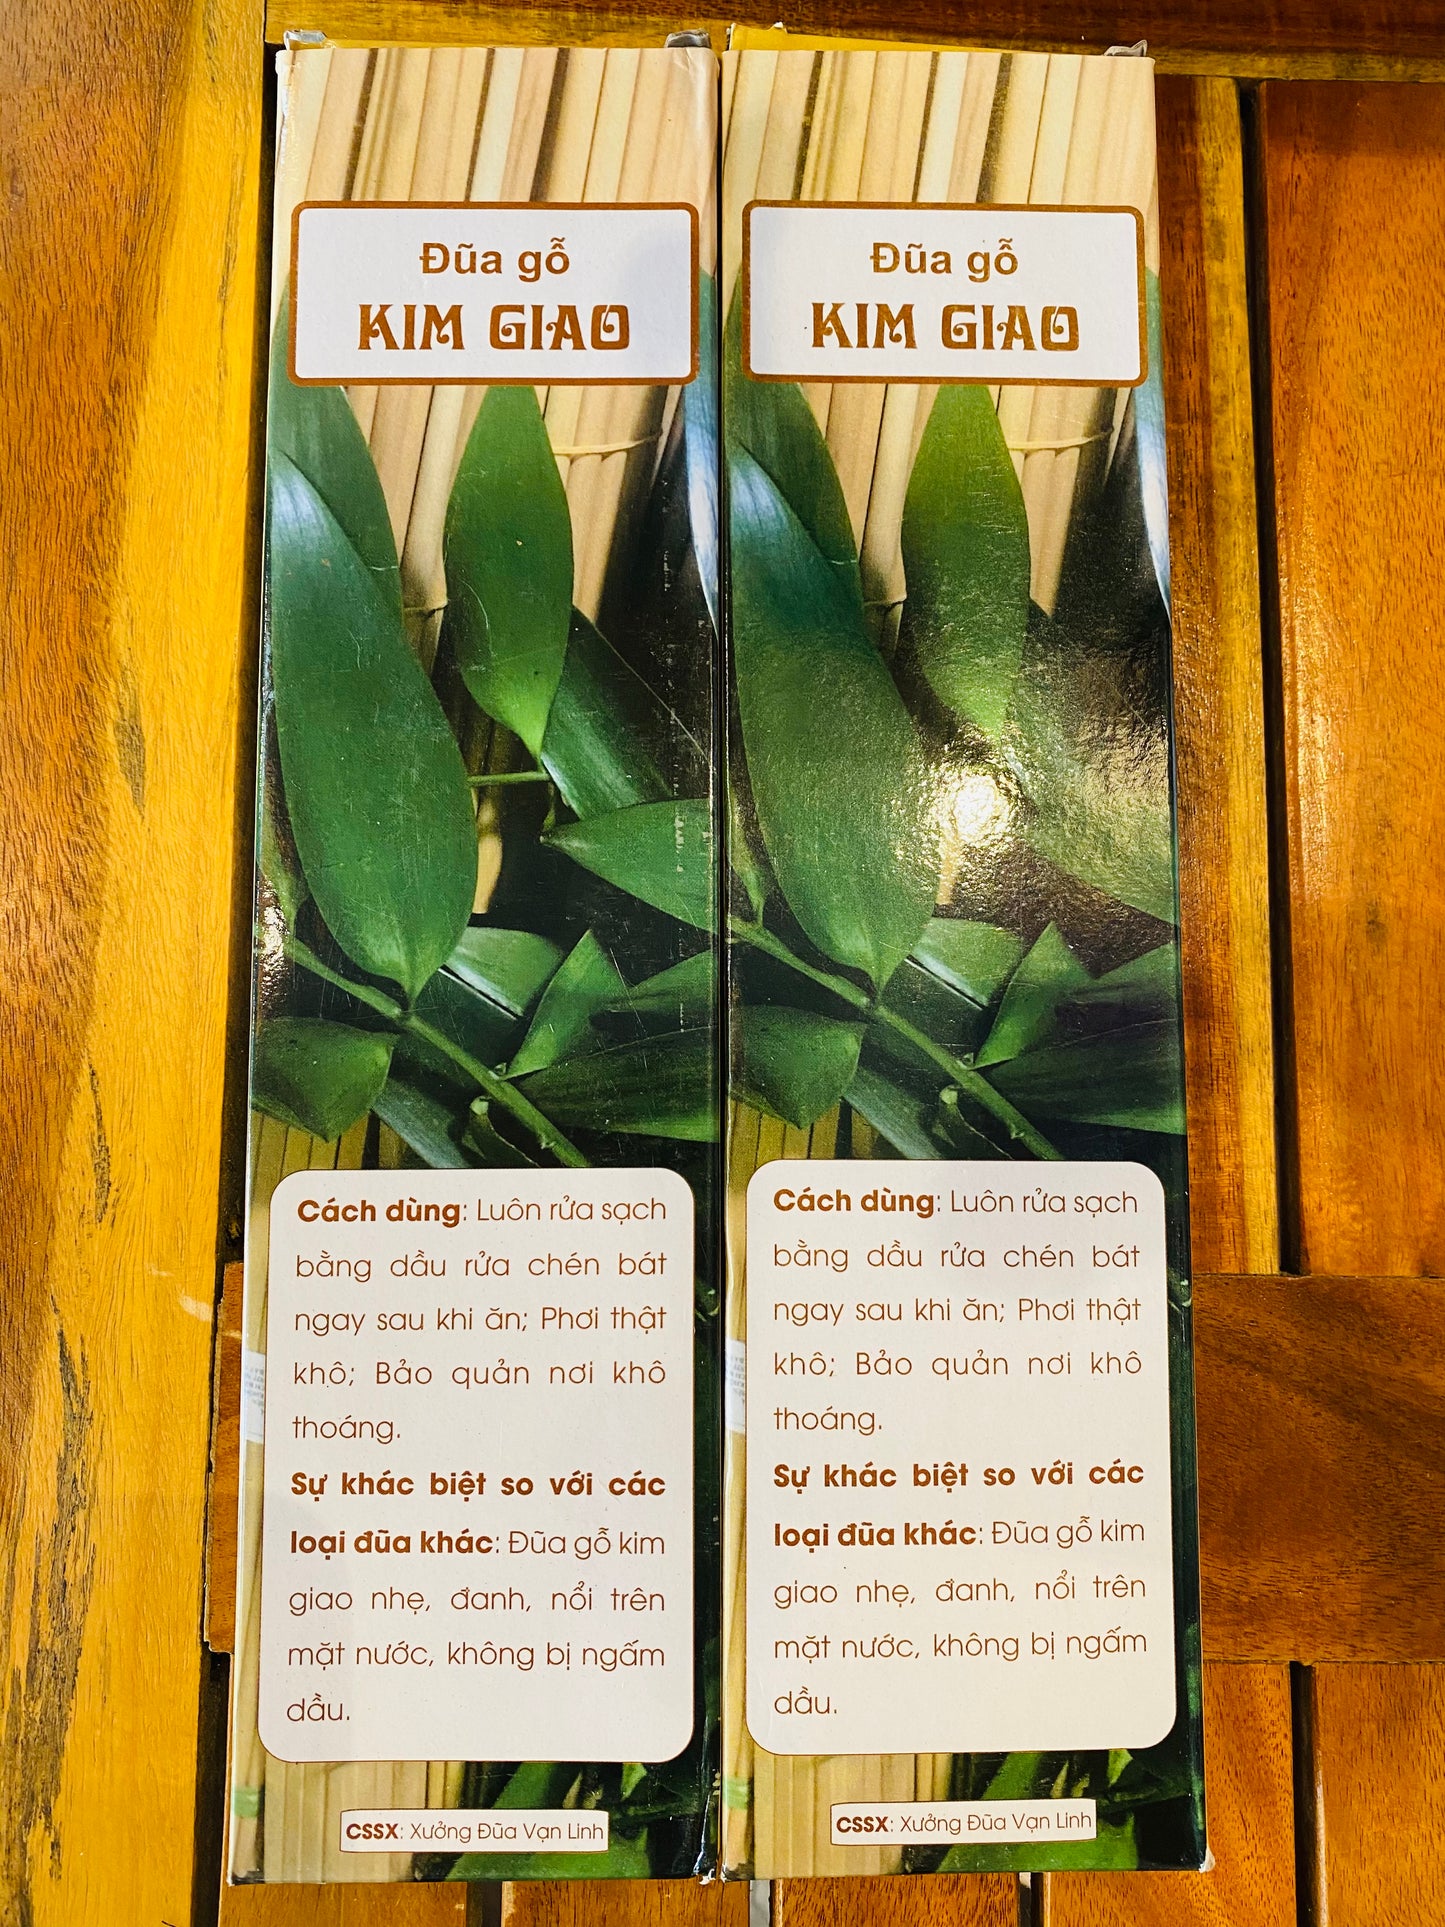 Đũa gỗ
KIM GIAO
Cách dùng: Luôn rửa sạch
bằng dầu rửa chén bát
ngay sau khi ăn; Phơi thật
khô; Bảo quản nơi khô
thoáng.
Sự khác biệt so với các
loại đũa khác: Đũa gỗ kim
giao nhẹ, đanh, nổi trên
mặt nước, không bị ngấm
dầu.
CSSX: Xưởng Đũa Vạn Linh
Đũa gỗ
KIM GIAO
Cách dùng: Luôn rửa sạch
bằng dầu rửa chén bát
ngay sau khi ăn; Phơi thật
khô; Bảo quản nơi khô
thoáng.
Sự khác biệt so với các
loại đũa khác: Đũa gỗ kim
giao nhẹ, đanh, nổi trên
mặt nước, không bị ngấm
dầu.
CSSX: Xưởng Đũa Vạn Linh